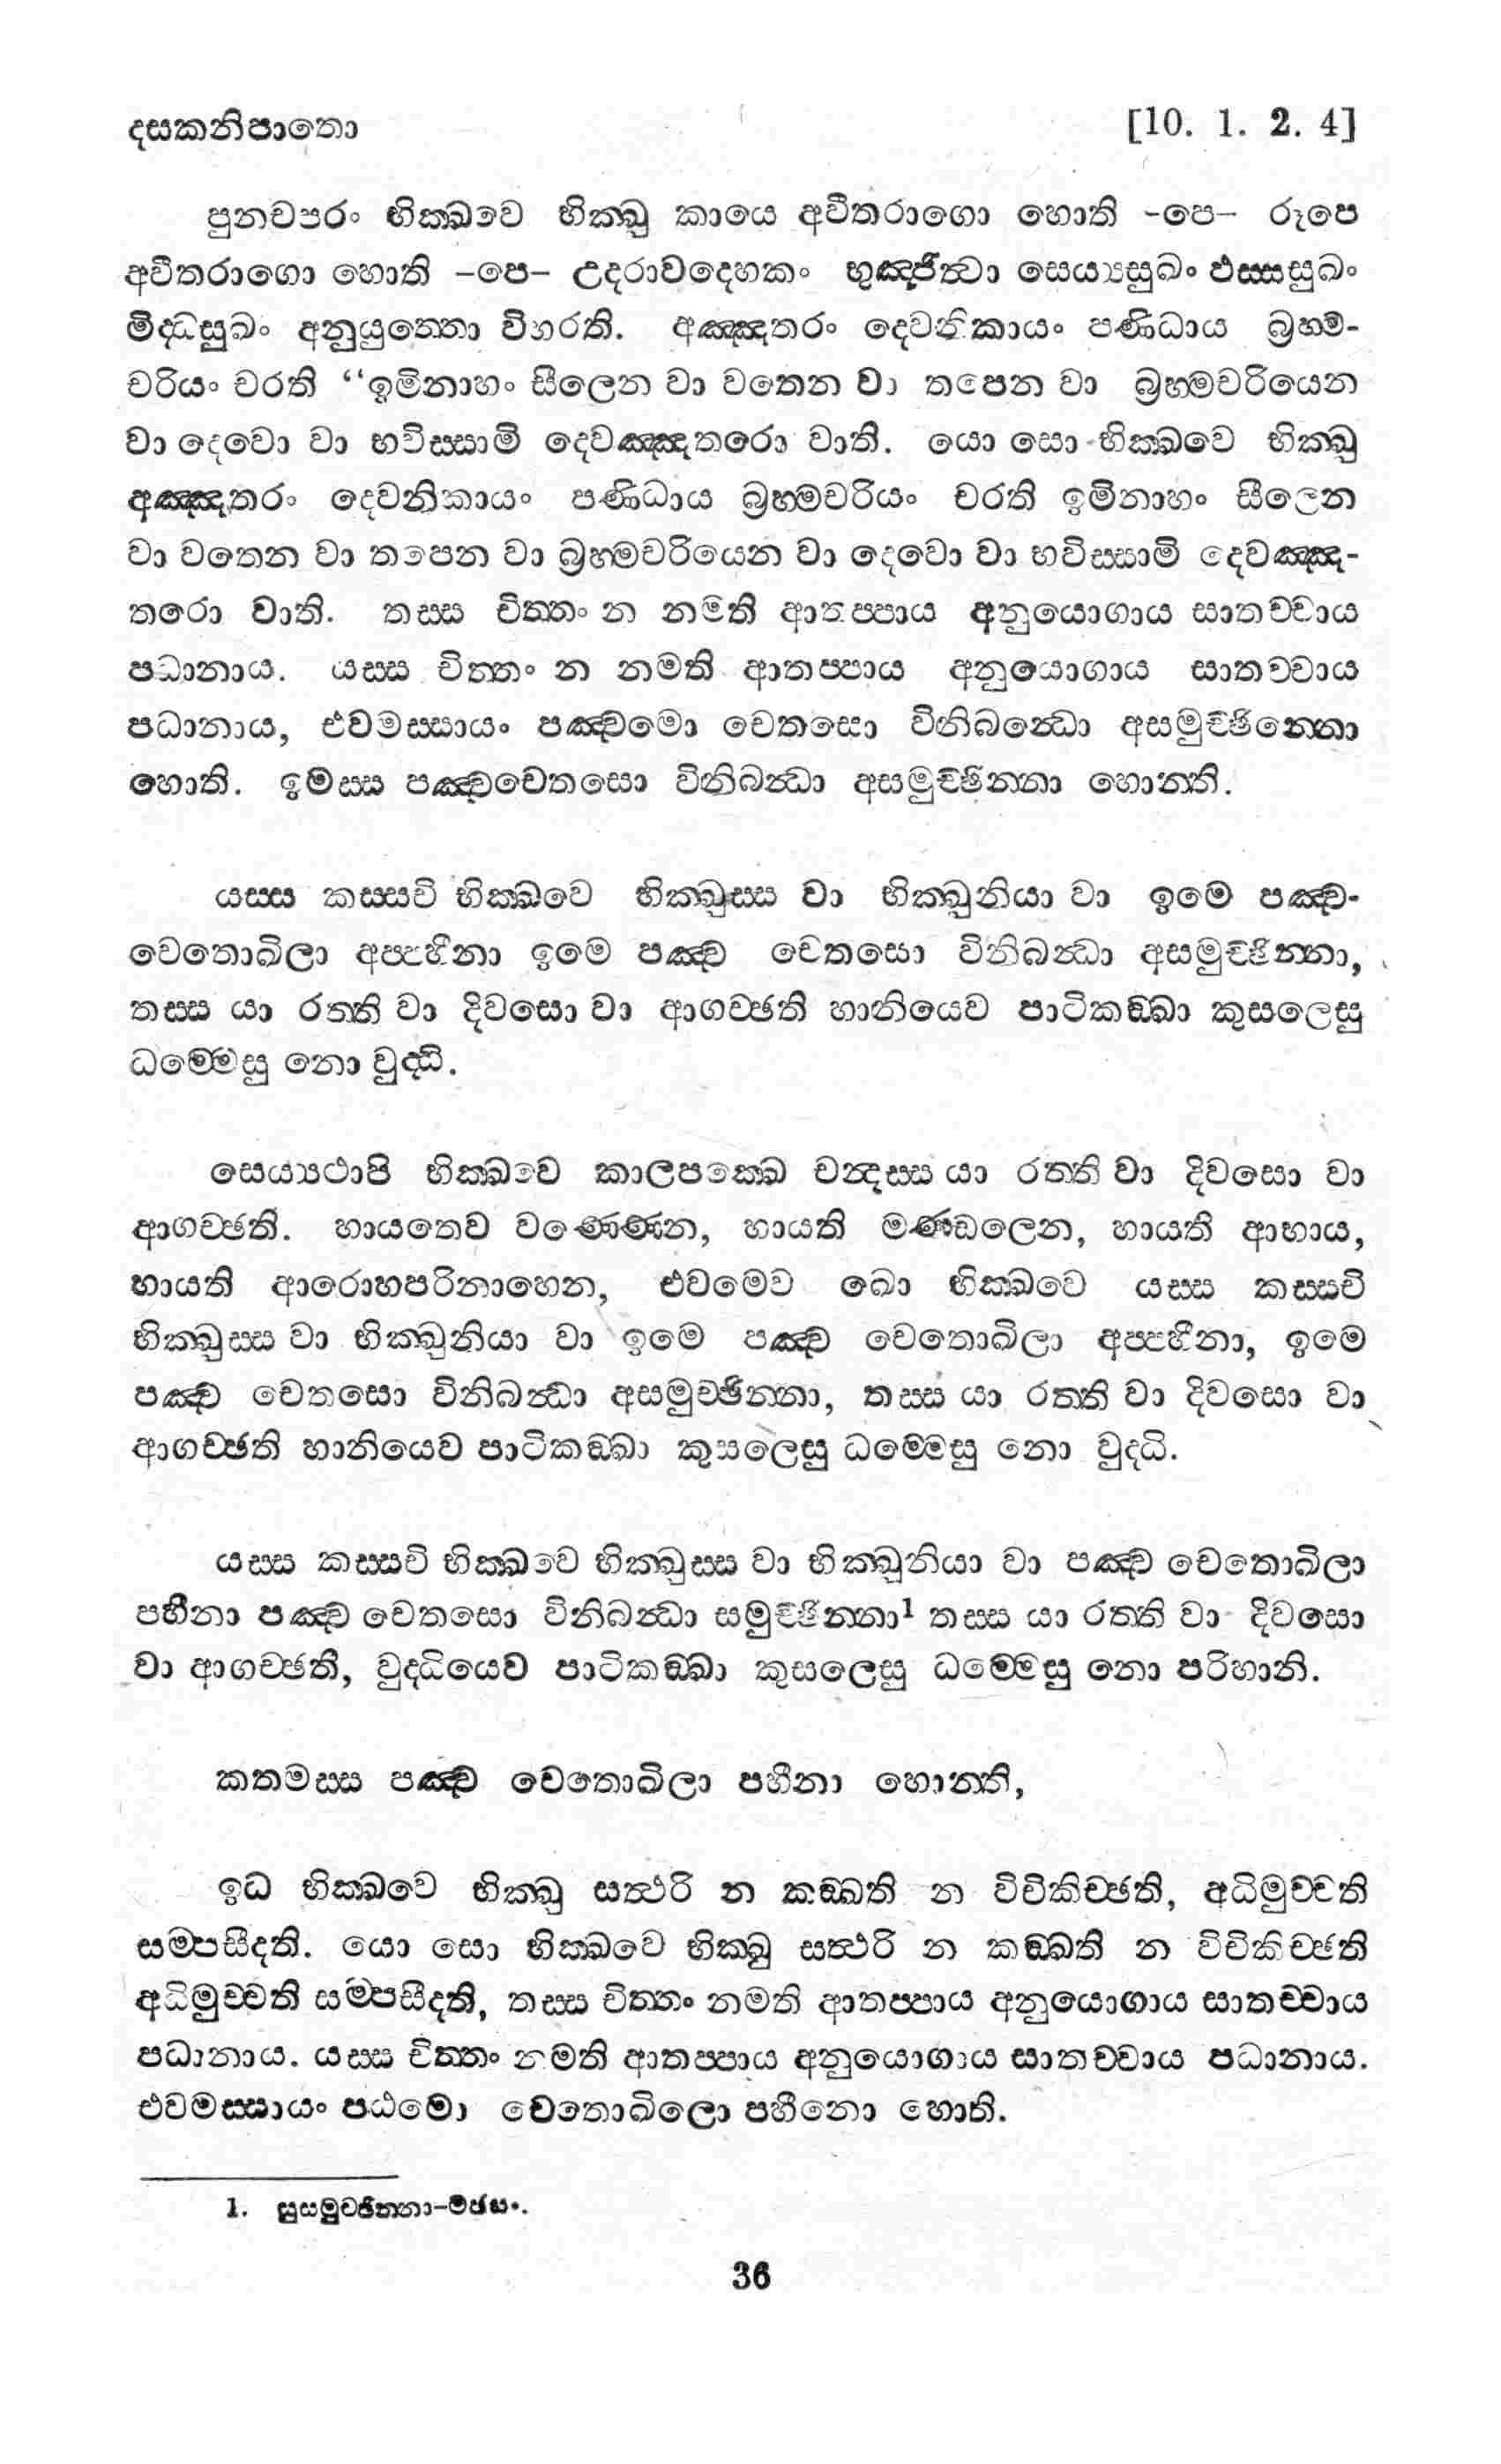 දසකනිපාතො [10. 1. 2. 4]
පුනචපරං භික්ඛවෙ භික්ඛු කායෙ අවීතරාගො හොති -පෙ- රූපෙ
අවීතරාගො හොති -පෙ- උදරාවදෙහකං භුඤ්ජිත්වා සෙය්‍යසුඛං ඵස්සසුඛං
මිද්ධසුඛං අනුයුත්තො විහරති. අඤ්ඤතරං දෙවනිකායං පණිධාය බ්‍රහ්ම-
චරියං චරති “ඉමිනාහං සීලෙන වා වතෙන වා තපෙන වා බ්‍රහ්මචරියෙන
වා දෙවො වා භවිස්සාමි දෙවඤ්ඤතරො වාති. යො සො භික්ඛවෙ භික්ඛු
අඤ්ඤතරං දෙවනිකායං පණිධාය බ්‍රහ්මචරියං චරති ඉමිනාහං සීලෙන
වා වතෙන වා තපෙන වා බ්‍රහ්මචරියෙන වා දෙවො වා භවිස්සාමි දෙවඤ්ඤ-
තරො වාති. තස්ස චිත්තං න නමති ආතප්පාය අනුයොගාය සාතච්චාය
පධානාය. යස්ස චිත්තං න නමති ආතප්පාය අනුයොගාය සාතච්චාය
පධානාය, එවමස්සායං පඤ්චමො චෙතසො විනිබන්ධො අසමුච්ඡින්නො
හොති. ඉමස්ස පඤ්චචෙතසො විනිබන්ධා අසමුච්ඡින්නා හොන්ති.
යස්ස කස්සචි භික්ඛවෙ භික්ඛුස්ස වා භික්ඛුනියා වා ඉමෙ පඤ්ච-
චෙතොඛිලා අප්පහීනා ඉමෙ පඤ්ච චෙතසො විනිබන්ධා අසමුච්ඡින්නා,
තස්ස යා රත්ති වා දිවසො වා ආගච්ඡති හානියෙව පාටිකඞ්ඛා කුසලෙසු
ධම්මෙසු නො වුද්ධි.
සෙය්‍යථාපි භික්ඛවෙ කාලපක්ඛෙ චන්දස්ස යා රත්ති වා දිවසො වා
ආගච්ඡති. හායතෙව වණ්ණෙන, හායති මණ්ඩලෙන, හායති ආභාය,
හායති ආරොහපරිනාහෙන, එවමෙව ඛො භික්ඛවෙ යස්ස කස්සචි
භික්ඛුස්ස වා භික්ඛුනියා වා ඉමෙ පඤ්ච චෙතොඛිලා අප්පහීනා, ඉමෙ
පඤ්ච චෙතසො විනිබන්ධා අසමුච්ඡින්නා, තස්ස යා රත්ති වා දිවසො වා
ආගච්ඡති හානියෙව පාටිකඞ්ඛා කුසලෙසු ධම්මෙසු නො වුද්ධි.
යස්ස කස්සචි භික්ඛවෙ භික්ඛුස්ස වා භික්ඛුනියා වා පඤ්ච චෙතොඛිලා
පහීනා පඤ්ච චෙතසො විනිබන්ධා සමුච්ඡින්නා1 තස්ස යා රත්ති වා දිවසො
වා ආගච්ඡති, වුද්ධියෙව පාටිකඞ්ඛා කුසලෙසු ධම්මෙසු නො පරිහානි.
කතමස්ස පඤ්ච චෙතොඛිලා පහීනා හොන්ති,
ඉධ භික්ඛවෙ භික්ඛු සත්ථරි න කඞ්ඛති න විචිකිච්ඡති, අධිමුච්චති
සම්පසීදති. යො සො භික්ඛවෙ භික්ඛු සත්ථරි න කඞ්ඛති න විචිකිච්ඡති
අධිමුච්චති සම්පසීදති, තස්ස චිත්තං නමති ආතප්පාය අනුයොගාය සාතච්චාය
පධානාය. යස්ස චිත්තං නමති ආතප්පාය අනුයොගාය සාතච්චාය පධානාය.
එවමස්සායං පඨමො චෙතොඛිලො පහීනො හොති.
1. සුසමුච්ඡින්නා-මඡසං.
36